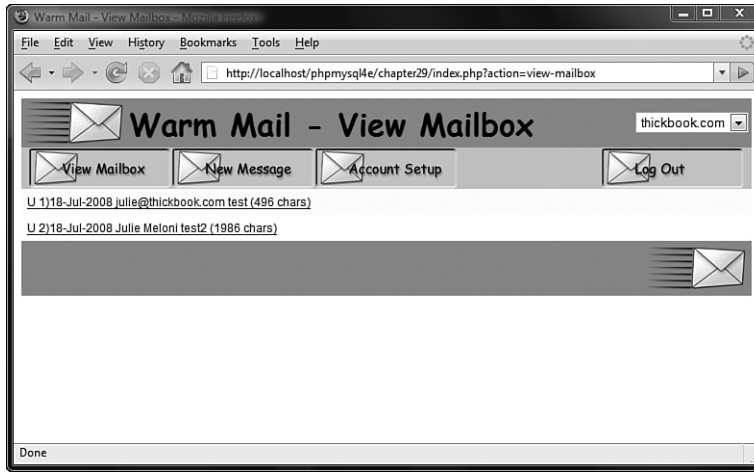 Warm Mail - View Mailbox - Mozilla Firefox
File Edit View History Bookmarks Tools Help
http://localhost/phpmysql4e/chapter29/index.php?action=view-mailbox
Warm Mail - View Mailbox
thickbook.com
View Mailbox New Message Account Setup Log Out
U 1)18-Jul-2008 julie@thickbook.com test (496 chars)
U 2)18-Jul-2008 Julie Meloni test2 (1986 chars)
Done